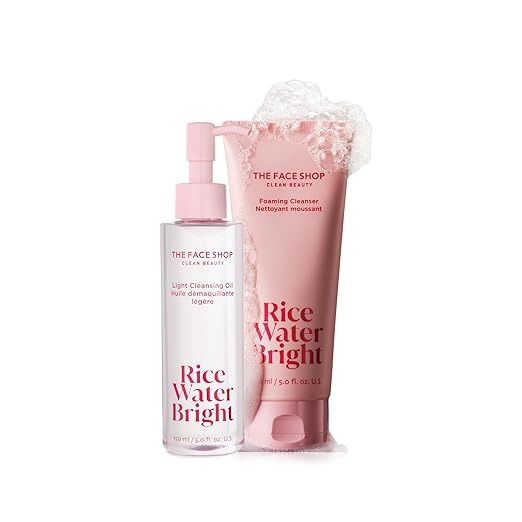 THE FACE SHOP
CLEAN BEAUTY
Light Cleansing Oil
Huile démaquillante
légère
Rice
Water
Bright
150 ml / 5.0 fl. oz. U.S.
THE FACE SHOP
CLEAN BEAUTY
Foaming Cleanser
Nettoyant moussant
Rice
Water
Bright
ml / 5.0 fl. oz. U.S.